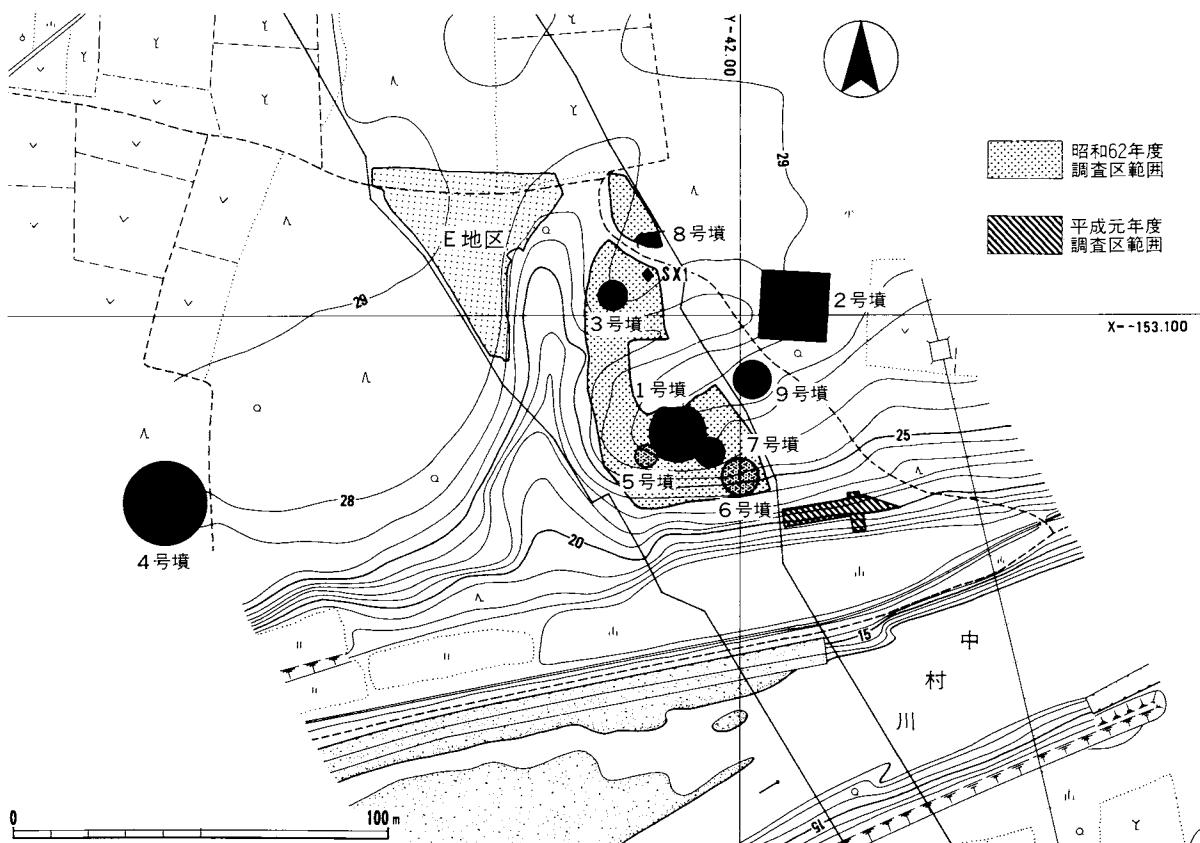 Y-42.00
29
昭和62年度
調査区範囲
平成元年度
調査区範囲
E地区
8号墳
SX1
2号墳
29
3号墳
X=-153.100
1号墳
9号墳
25
7号墳
5号墳
28
6号墳
20
4号墳
15
中村川
15
0
100m